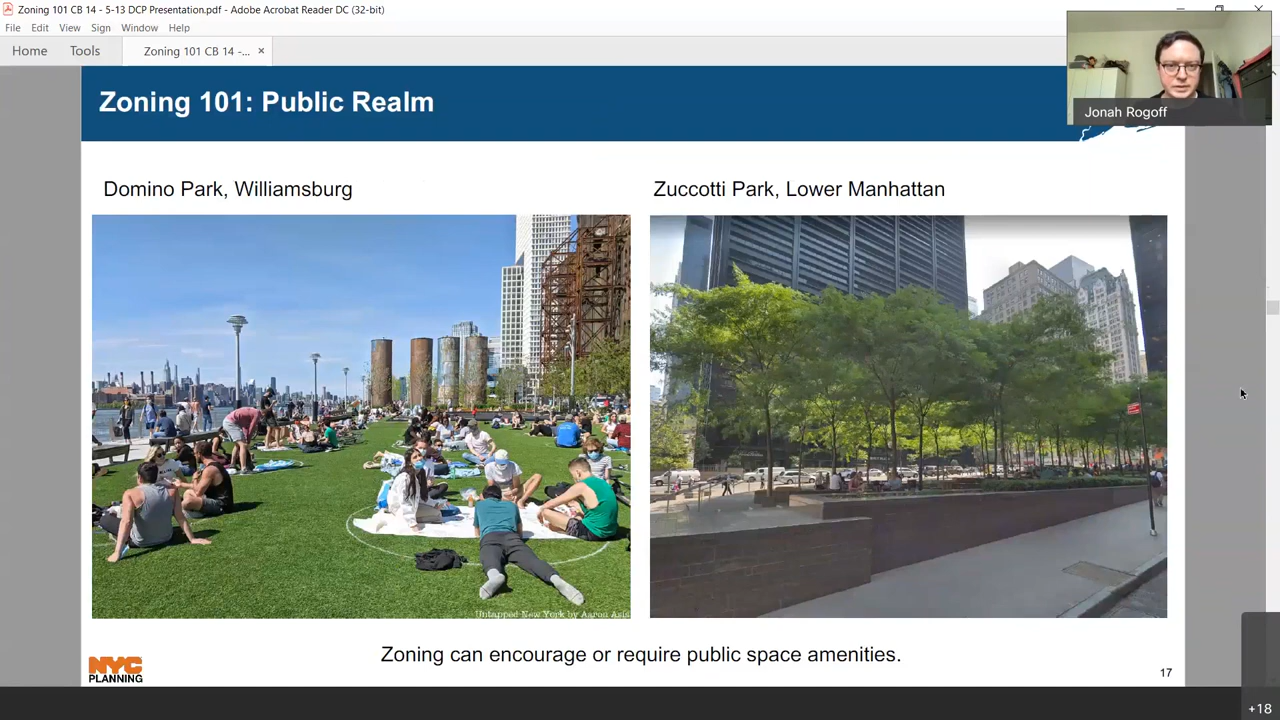 Zoning 101 CB 14 - 5-13 DCP Presentation.pdf - Adobe Acrobat Reader DC (32-bit)
File Edit View Sign Window Help
Home Tools Zoning 101 CB 14 -... ×
Jonah Rogoff
Zoning 101: Public Realm
Domino Park, Williamsburg
Zuccotti Park, Lower Manhattan
Untapped New York by Aaron Asis
Zoning can encourage or require public space amenities.
NYC
PLANNING
17
+18